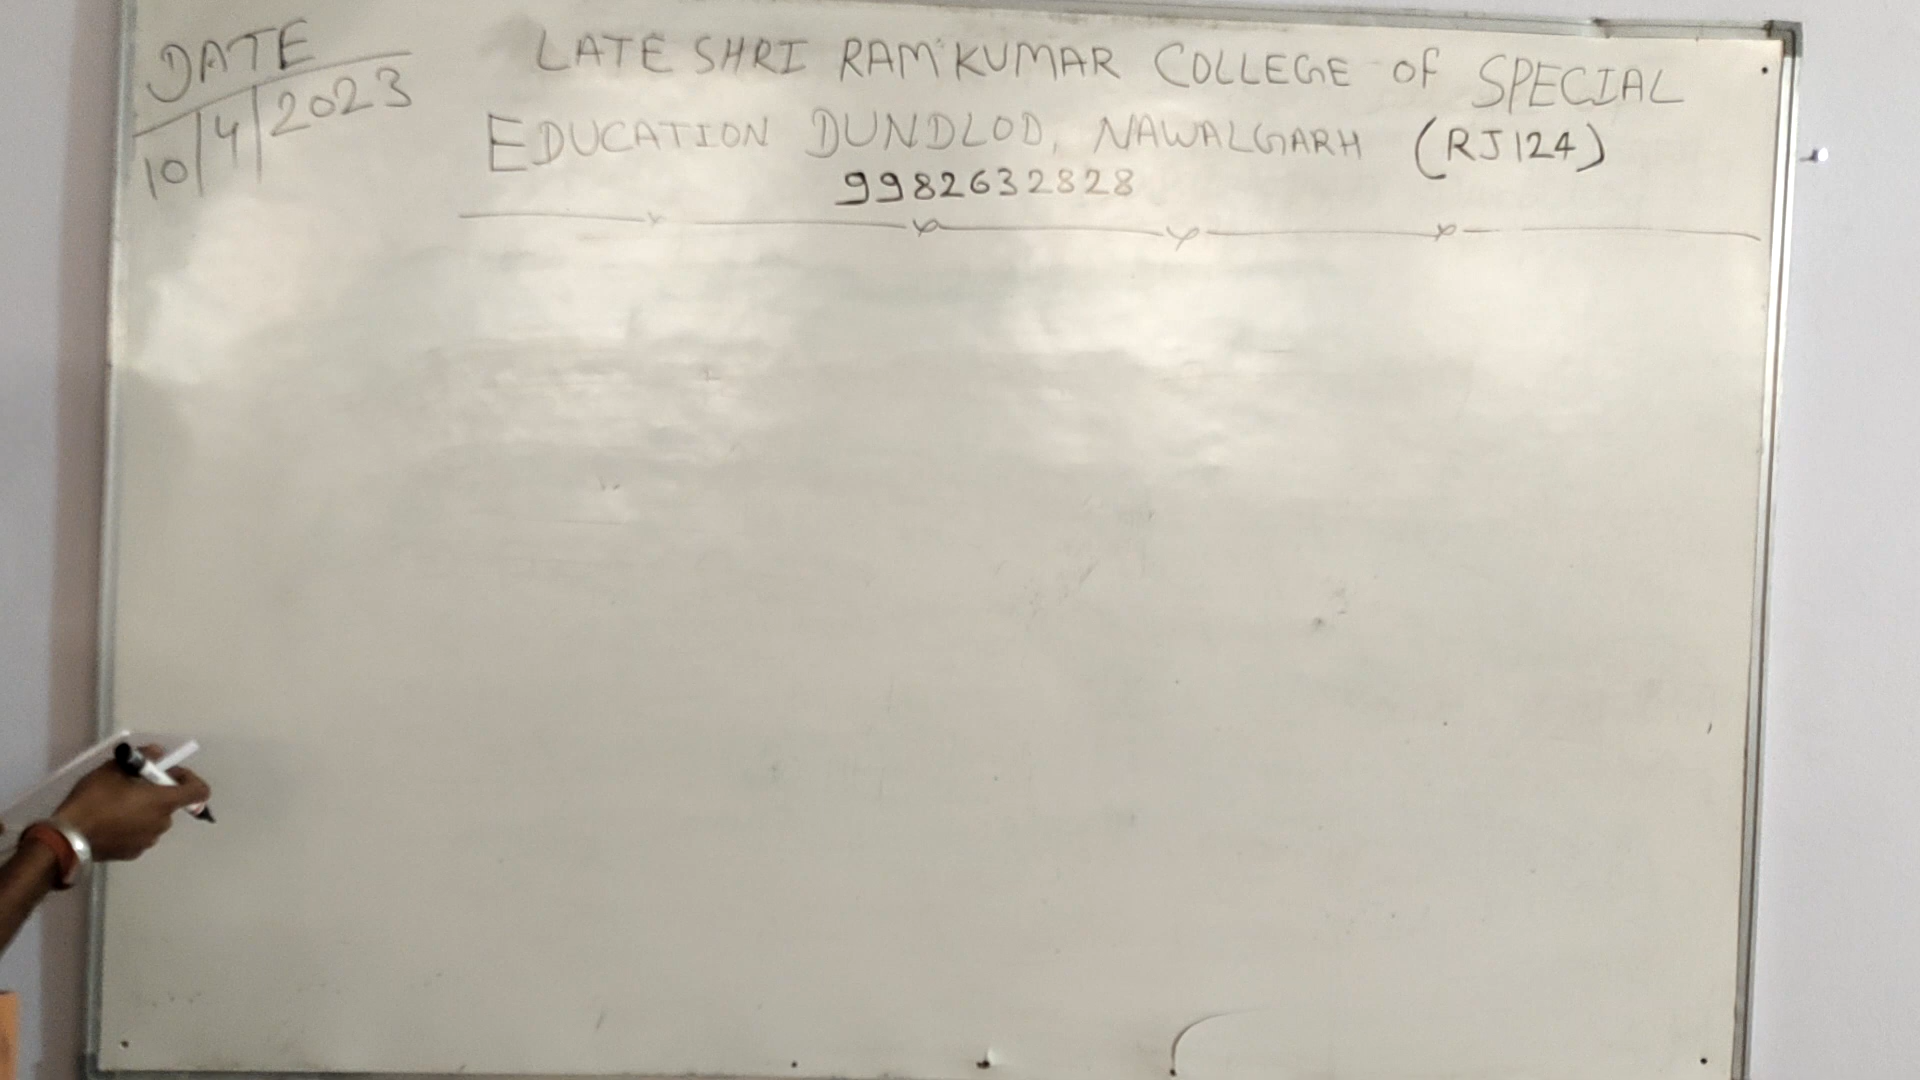 DATE
10/4/2023
LATE SHRI RAMKUMAR COLLEGE OF SPECIAL
EDUCATION DUNDLOD, NAWALGARH (RJ124)
9982632828